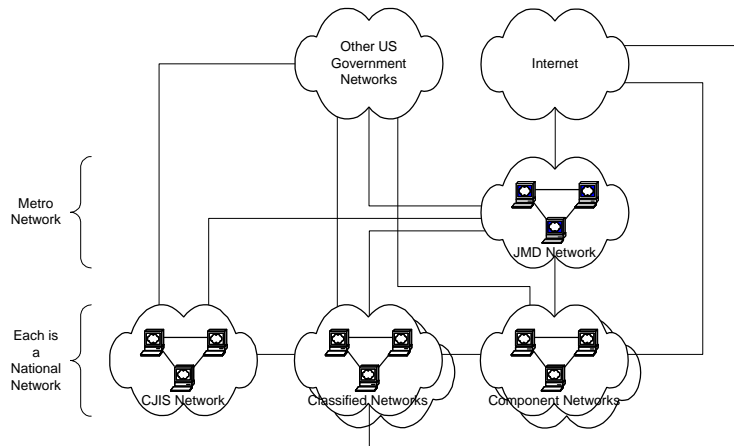 Other US
Government
Networks
Internet
Metro
Network
JMD Network
Each is
a
National
Network
CJIS Network
Classified Networks
Component Networks